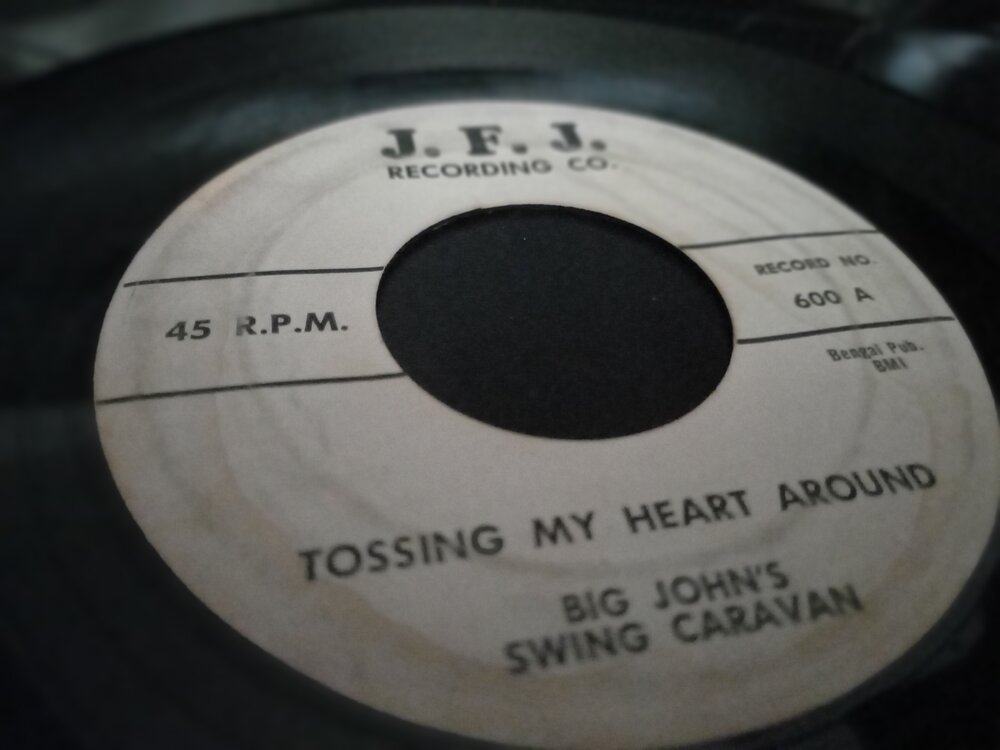 J. F. J.
RECORDING CO.
45 R.P.M.
RECORD NO.
600 A
Bengal Pub.
BMI
TOSSING MY HEART AROUND
BIG JOHN'S
SWING CARAVAN